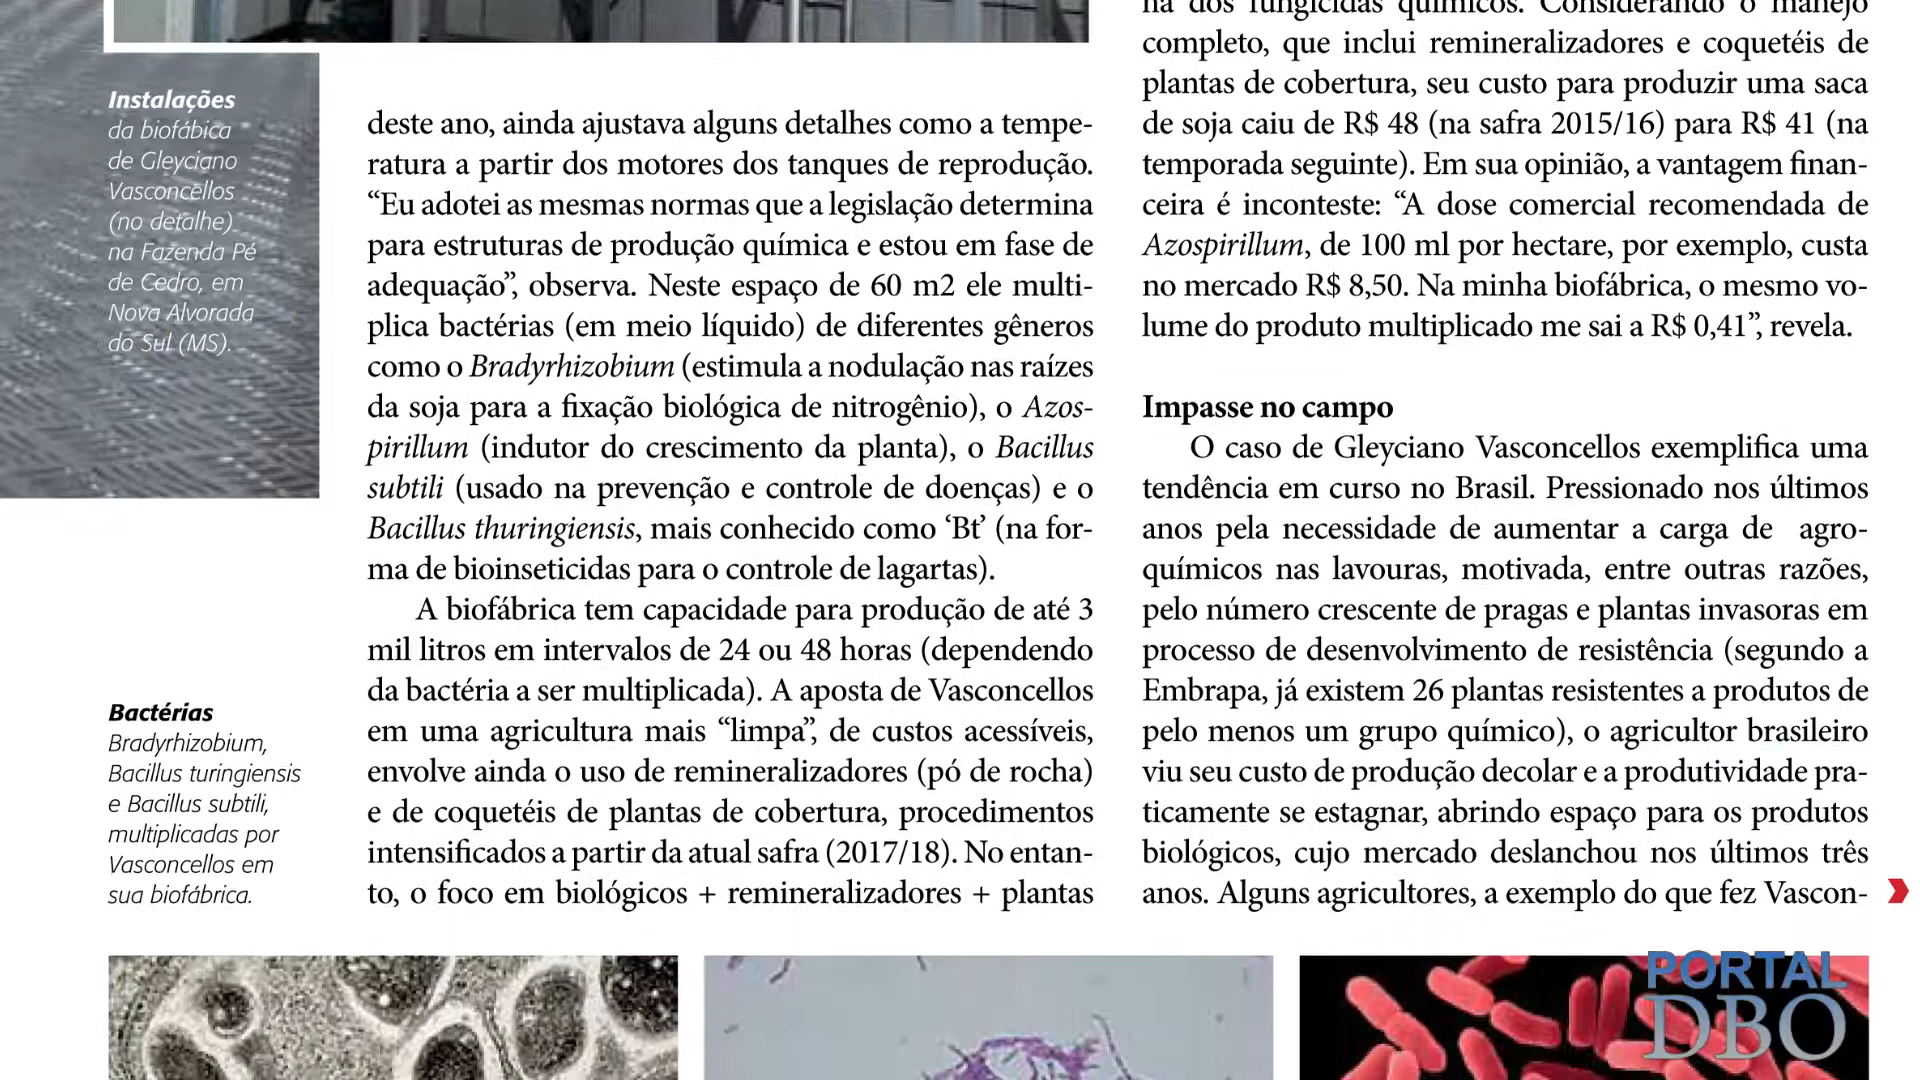 Instalações
da biofábica
de Gleyciano
Vasconcellos
(no detalhe)
na Fazenda Pé
de Cedro, em
Nova Alvorada
do Sul (MS).
Bactérias
Bradyrhizobium,
Bacillus turingiensis
e Bacillus subtili,
multiplicadas por
Vasconcellos em
sua biofábrica.
deste ano, ainda ajustava alguns detalhes como a tempe-
ratura a partir dos motores dos tanques de reprodução.
“Eu adotei as mesmas normas que a legislação determina
para estruturas de produção química e estou em fase de
adequação”, observa. Neste espaço de 60 m2 ele multi-
plica bactérias (em meio líquido) de diferentes gêneros
como o Bradyrhizobium (estimula a nodulação nas raízes
da soja para a fixação biológica de nitrogênio), o Azos-
pirillum (indutor do crescimento da planta), o Bacillus
subtili (usado na prevenção e controle de doenças) e o
Bacillus thuringiensis, mais conhecido como ‘Bt’ (na for-
ma de bioinseticidas para o controle de lagartas).
A biofábrica tem capacidade para produção de até 3
mil litros em intervalos de 24 ou 48 horas (dependendo
da bactéria a ser multiplicada). A aposta de Vasconcellos
em uma agricultura mais “limpa”, de custos acessíveis,
envolve ainda o uso de remineralizadores (pó de rocha)
e de coquetéis de plantas de cobertura, procedimentos
intensificados a partir da atual safra (2017/18). No entan-
to, o foco em biológicos + remineralizadores + plantas
na dos fungicidas químicos. Considerando o manejo
completo, que inclui remineralizadores e coquetéis de
plantas de cobertura, seu custo para produzir uma saca
de soja caiu de R$ 48 (na safra 2015/16) para R$ 41 (na
temporada seguinte). Em sua opinião, a vantagem finan-
ceira é inconteste: “A dose comercial recomendada de
Azospirillum, de 100 ml por hectare, por exemplo, custa
no mercado R$ 8,50. Na minha biofábrica, o mesmo vo-
lume do produto multiplicado me sai a R$ 0,41”, revela.
Impasse no campo
O caso de Gleyciano Vasconcellos exemplifica uma
tendência em curso no Brasil. Pressionado nos últimos
anos pela necessidade de aumentar a carga de agro-
químicos nas lavouras, motivada, entre outras razões,
pelo número crescente de pragas e plantas invasoras em
processo de desenvolvimento de resistência (segundo a
Embrapa, já existem 26 plantas resistentes a produtos de
pelo menos um grupo químico), o agricultor brasileiro
viu seu custo de produção decolar e a produtividade pra-
ticamente se estagnar, abrindo espaço para os produtos
biológicos, cujo mercado deslanchou nos últimos três
anos. Alguns agricultores, a exemplo do que fez Vascon-
PORTAL
DBO